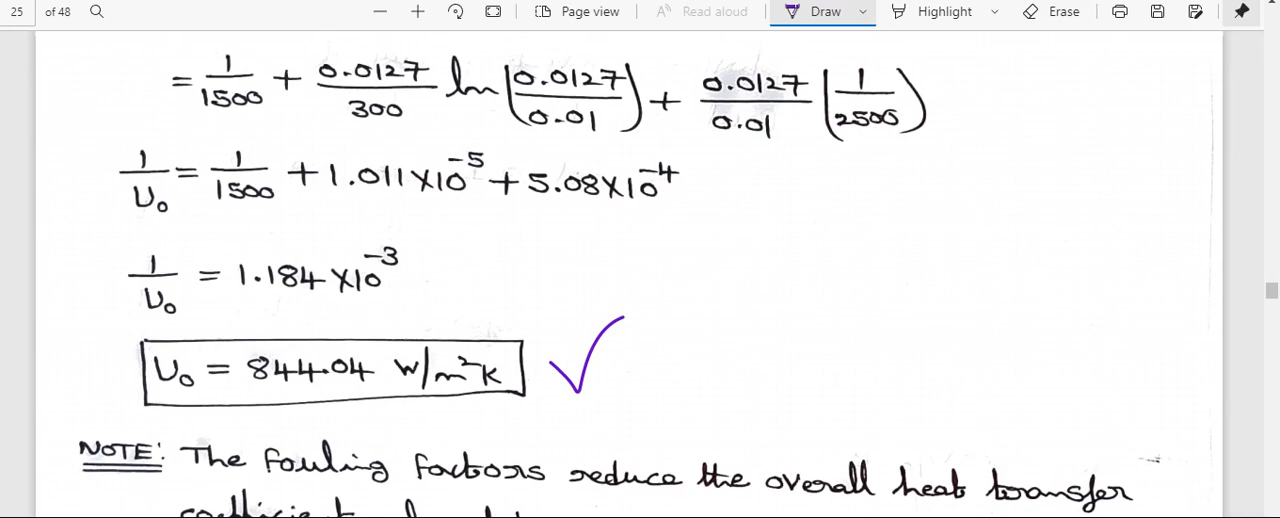 25 of 48 Page view Read aloud Draw Highlight Erase
= 1/1500 + 0.0127/300 ln(0.0127/0.01) + 0.0127/0.01 (1/2500)
1/U₀ = 1/1500 + 1.011×10⁻⁵ + 5.08×10⁻⁴
1/U₀ = 1.184×10⁻³
U₀ = 844.04 W/m²K
NOTE: The fouling factors reduce the overall heat transfer